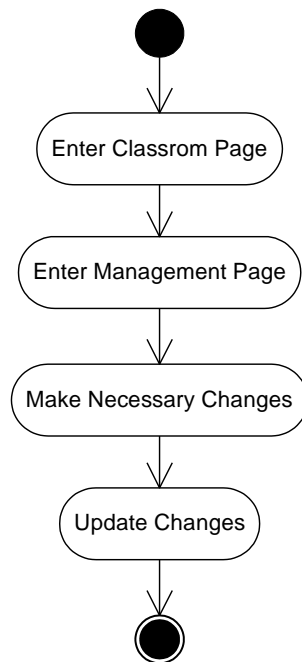 Enter Classrom Page
Enter Management Page
Make Necessary Changes
Update Changes